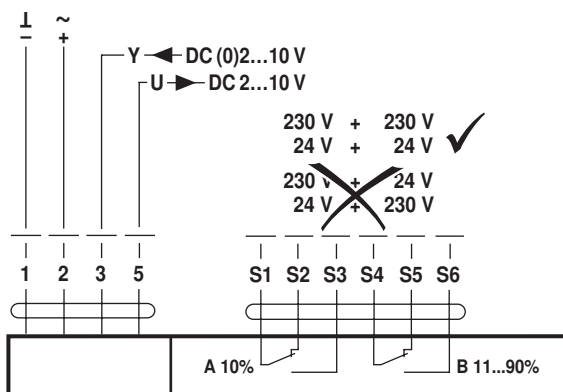 ⊥ ~
– +
Y DC (0)2...10 V
U DC 2...10 V
230 V + 230 V
24 V + 24 V
230 V + 24 V
24 V + 230 V
1 2 3 5 S1 S2 S3 S4 S5 S6
A 10% B 11...90%